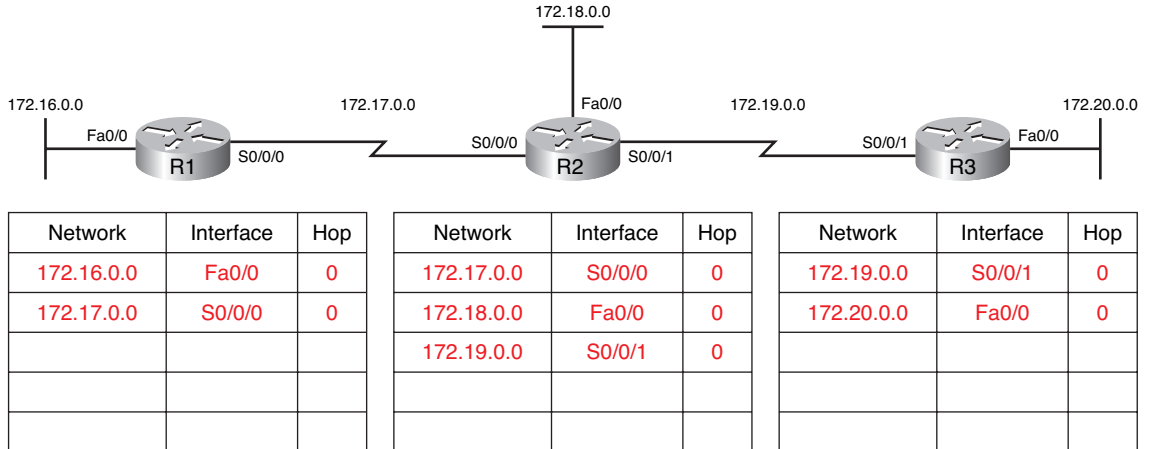 172.18.0.0
172.16.0.0 172.17.0.0 Fa0/0 172.19.0.0 172.20.0.0
Fa0/0 S0/0/0 S0/0/1 Fa0/0
R1 S0/0/0 R2 S0/0/1 R3
Network Interface Hop
172.16.0.0 Fa0/0 0
172.17.0.0 S0/0/0 0
Network Interface Hop
172.17.0.0 S0/0/0 0
172.18.0.0 Fa0/0 0
172.19.0.0 S0/0/1 0
Network Interface Hop
172.19.0.0 S0/0/1 0
172.20.0.0 Fa0/0 0